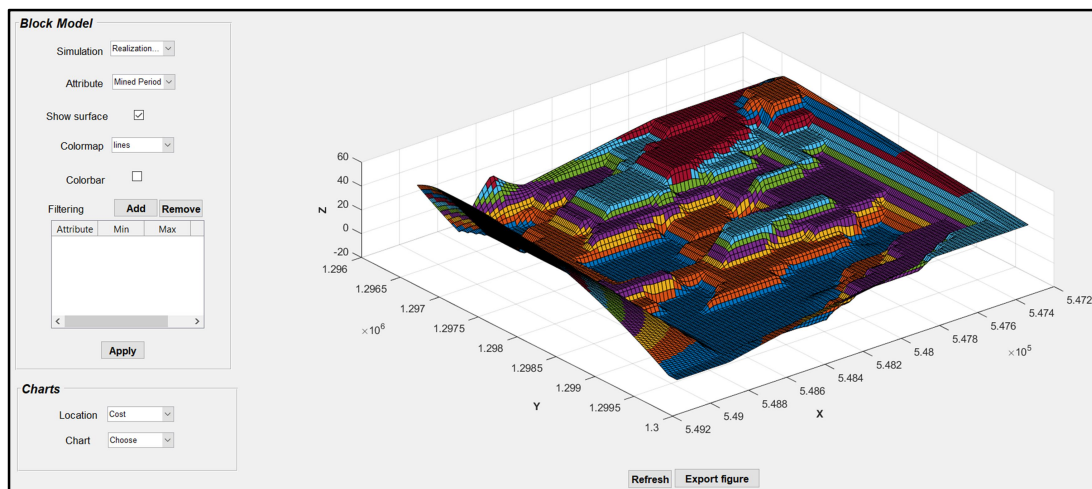 Block Model
Simulation Realization...
Attribute Mined Period
Show surface
Colormap lines
Colorbar
Filtering Add Remove
Attribute Min Max
Apply
Charts
Location Cost
Chart Choose
Z
60
40
20
0
-20
1.296
1.2965
1.297
1.2975
1.298
1.2985
1.299
1.2995
1.3
×10⁶
Y
5.492
5.49
5.488
5.486
5.484
5.482
5.48
5.478
5.476
5.474
5.472
×10⁵
X
Refresh Export figure